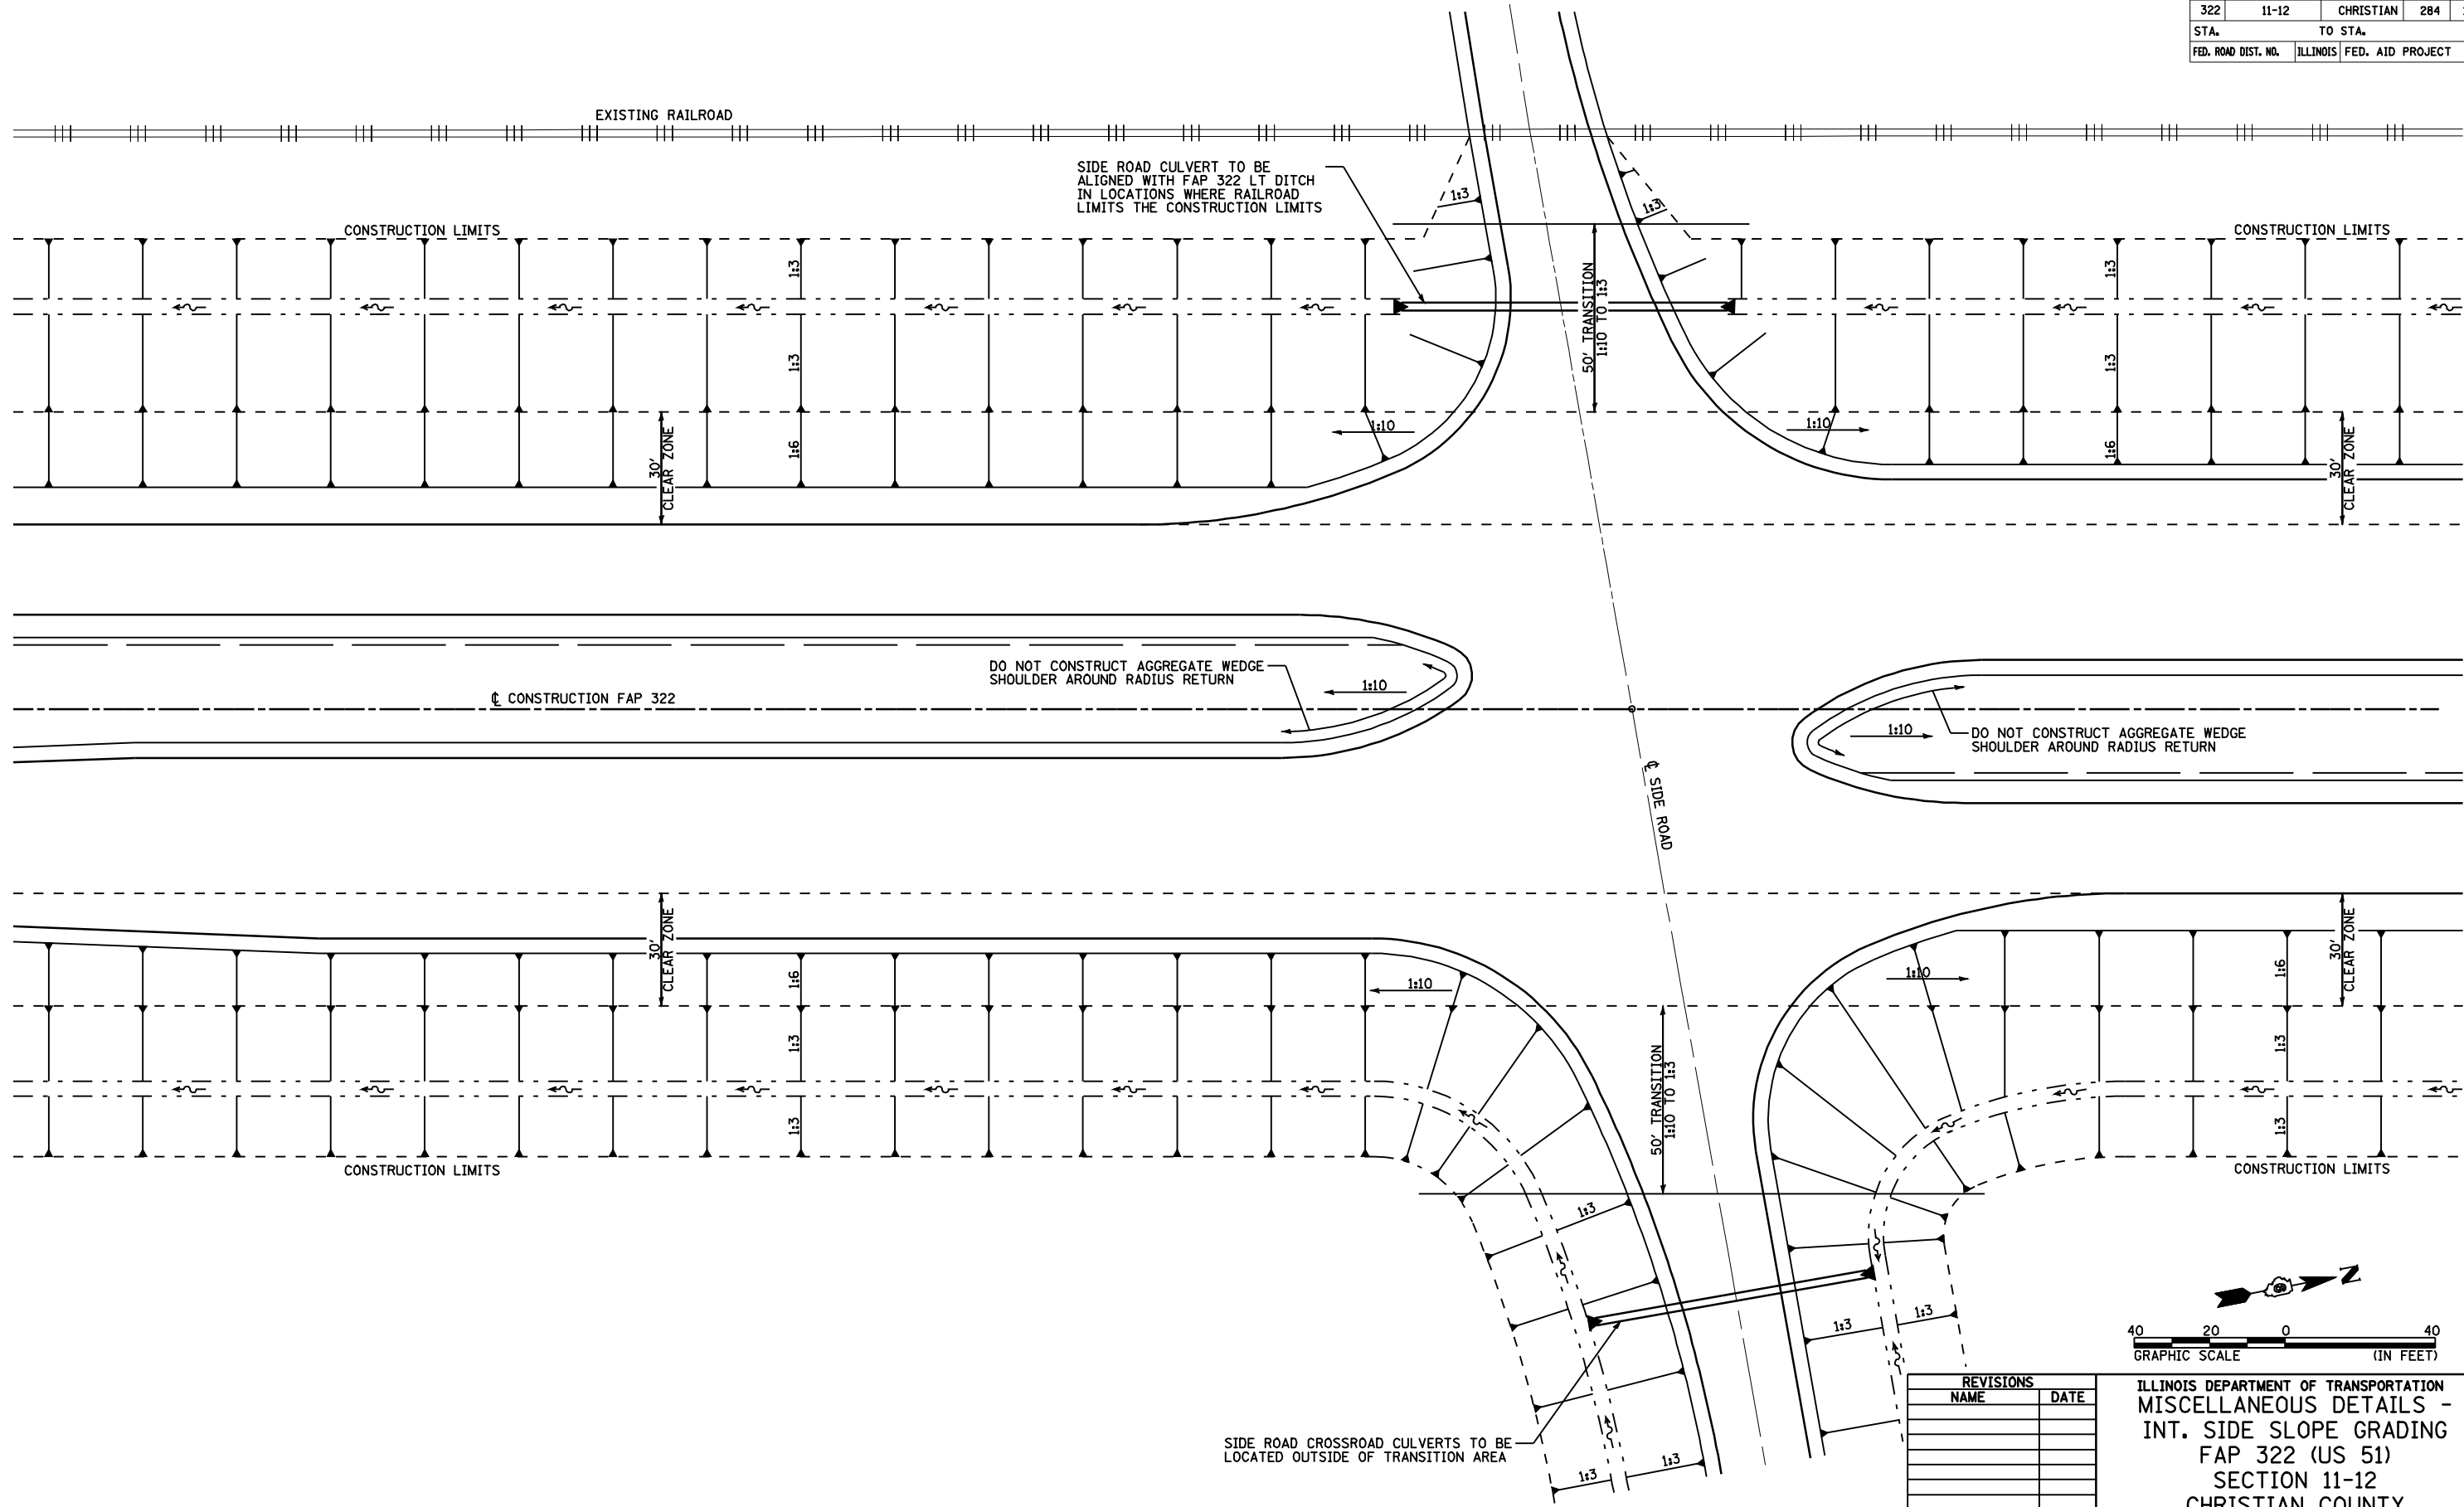 322 11-12 CHRISTIAN 284
STA. TO STA.
FED. ROAD DIST. NO. ILLINOIS FED. AID PROJECT
EXISTING RAILROAD
SIDE ROAD CULVERT TO BE
ALIGNED WITH FAP 322 LT DITCH
IN LOCATIONS WHERE RAILROAD
LIMITS THE CONSTRUCTION LIMITS
1:3
1:3
CONSTRUCTION LIMITS
CONSTRUCTION LIMITS
1:3
1:3
50' TRANSITION
1:10 TO 1:3
1:3
1:3
1:10
1:10
1:6
1:6
30'
CLEAR ZONE
30'
CLEAR ZONE
DO NOT CONSTRUCT AGGREGATE WEDGE
SHOULDER AROUND RADIUS RETURN
1:10
℄ CONSTRUCTION FAP 322
1:10
DO NOT CONSTRUCT AGGREGATE WEDGE
SHOULDER AROUND RADIUS RETURN
℄ SIDE ROAD
30'
CLEAR ZONE
30'
CLEAR ZONE
1:6
1:10
1:10
1:6
1:3
1:3
50' TRANSITION
1:10 TO 1:3
1:3
1:3
CONSTRUCTION LIMITS
CONSTRUCTION LIMITS
1:3
1:3
1:3
N
40 20 0 40
GRAPHIC SCALE (IN FEET)
SIDE ROAD CROSSROAD CULVERTS TO BE
LOCATED OUTSIDE OF TRANSITION AREA
1:3
1:3
REVISIONS
NAME DATE
ILLINOIS DEPARTMENT OF TRANSPORTATION
MISCELLANEOUS DETAILS -
INT. SIDE SLOPE GRADING
FAP 322 (US 51)
SECTION 11-12
CHRISTIAN COUNTY